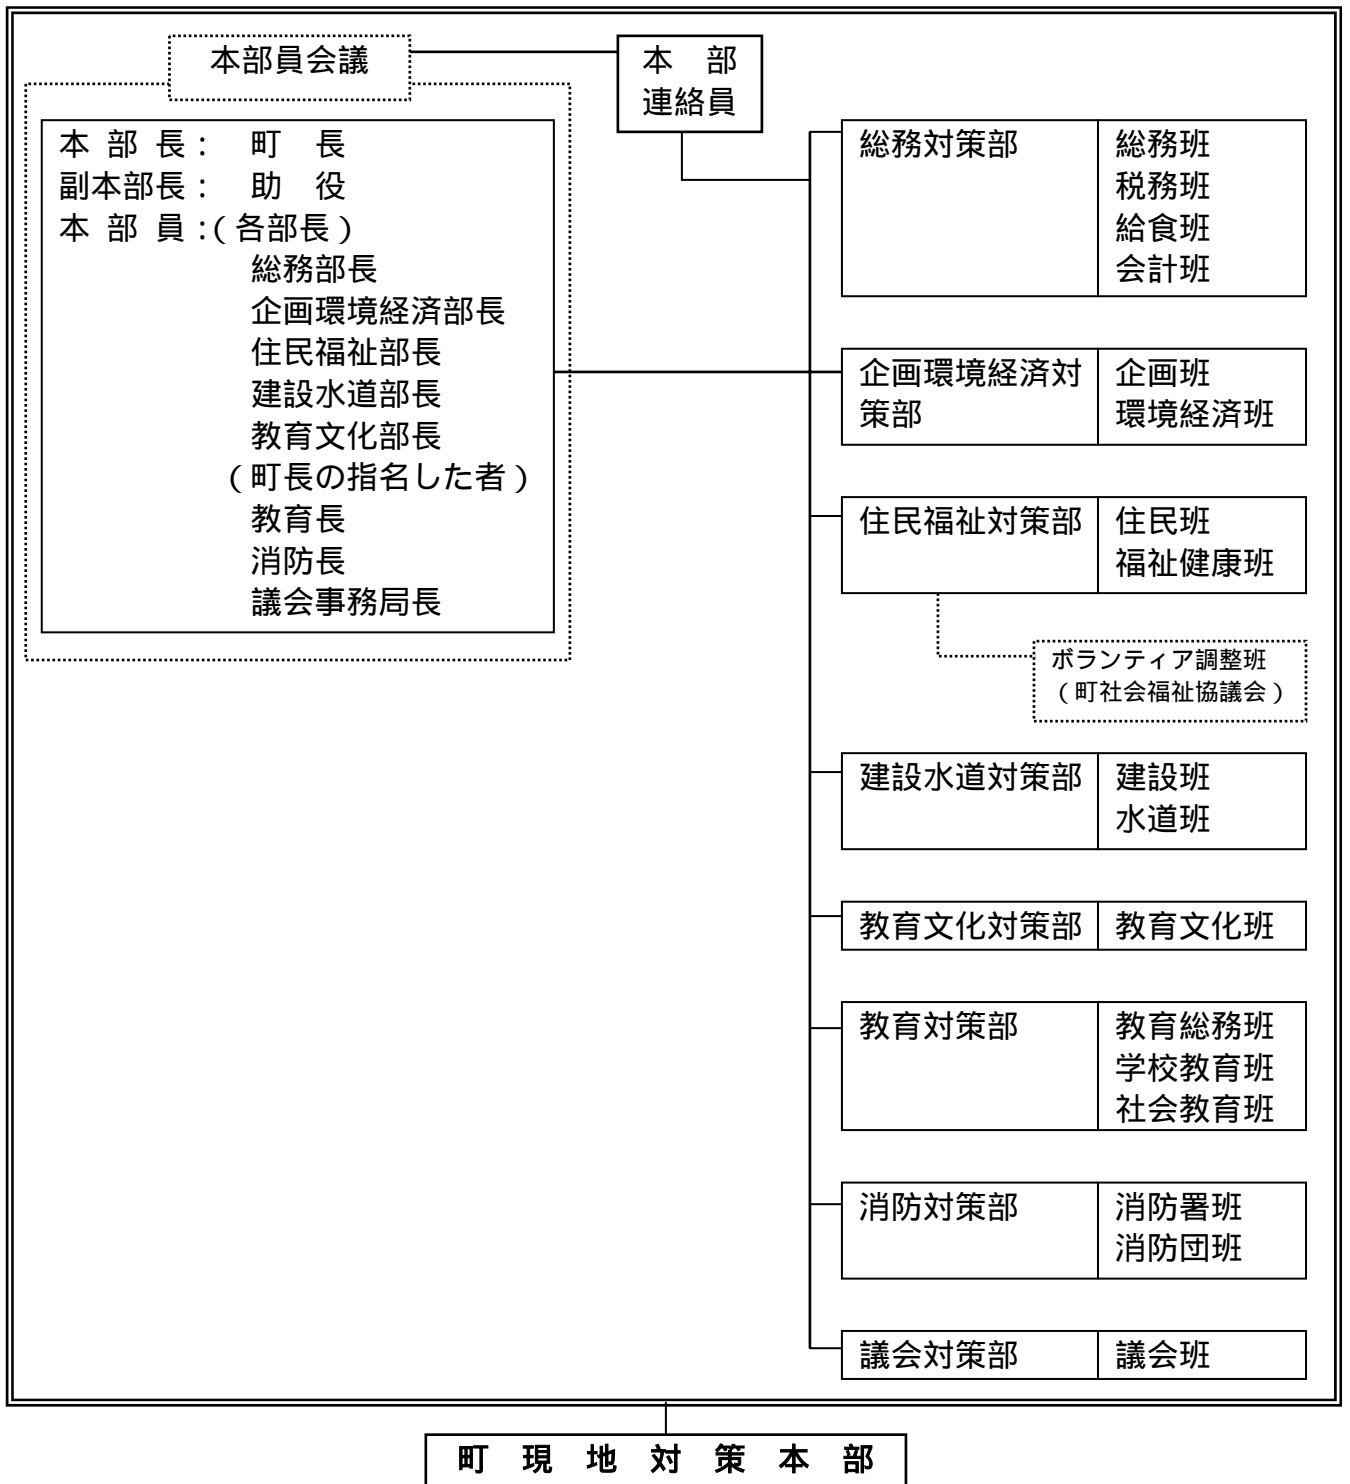 本部員会議
本　部
連絡員
本 部 長： 町　長
副本部長： 助　役
本 部 員：（各部長）
総務部長
企画環境経済部長
住民福祉部長
建設水道部長
教育文化部長
（町長の指名した者）
教育長
消防長
議会事務局長
総務対策部
総務班
税務班
給食班
会計班
企画環境経済対
策部
企画班
環境経済班
住民福祉対策部
住民班
福祉健康班
ボランティア調整班
（町社会福祉協議会）
建設水道対策部
建設班
水道班
教育文化対策部
教育文化班
教育対策部
教育総務班
学校教育班
社会教育班
消防対策部
消防署班
消防団班
議会対策部
議会班
町　現　地　対　策　本　部